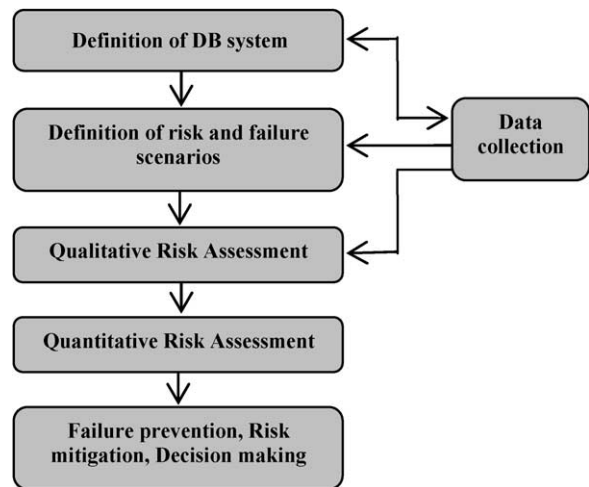 Definition of DB system
Definition of risk and failure
scenarios
Data
collection
Qualitative Risk Assessment
Quantitative Risk Assessment
Failure prevention, Risk
mitigation, Decision making